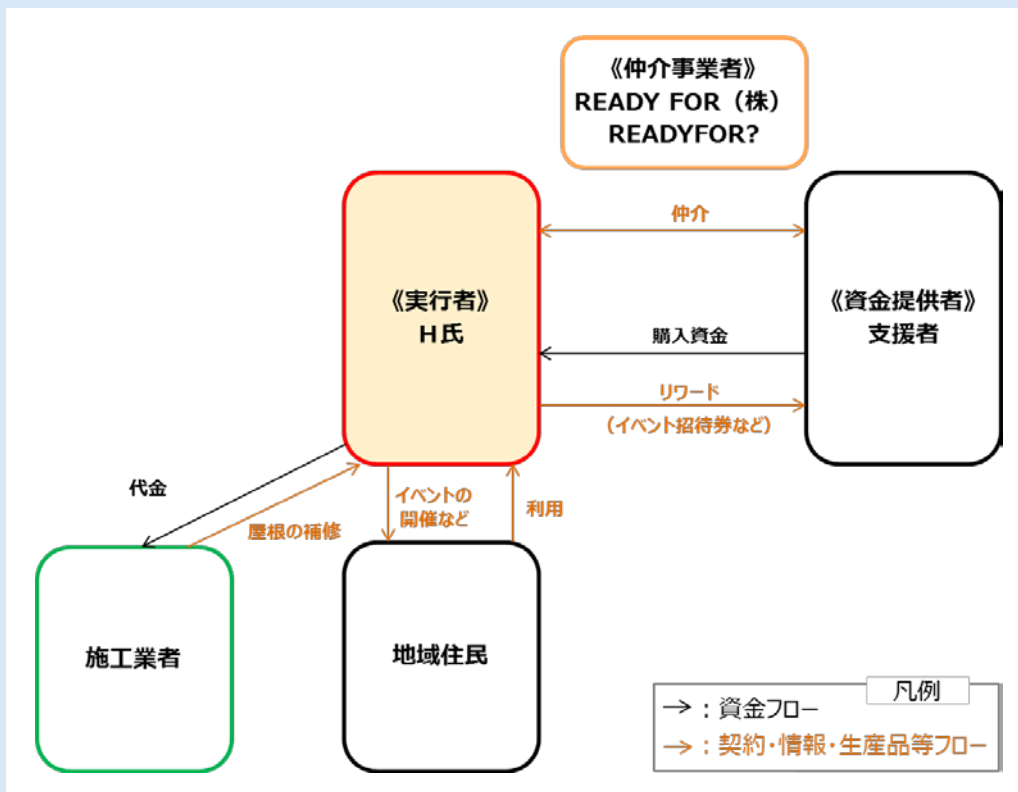 《仲介事業者》
READY FOR（株）
READYFOR?
仲介
《実行者》
H氏
《資金提供者》
支援者
購入資金
リワード
（イベント招待券など）
代金
屋根の補修
イベントの
開催など
利用
施工業者
地域住民
凡例
→：資金フロー
→：契約・情報・生産品等フロー